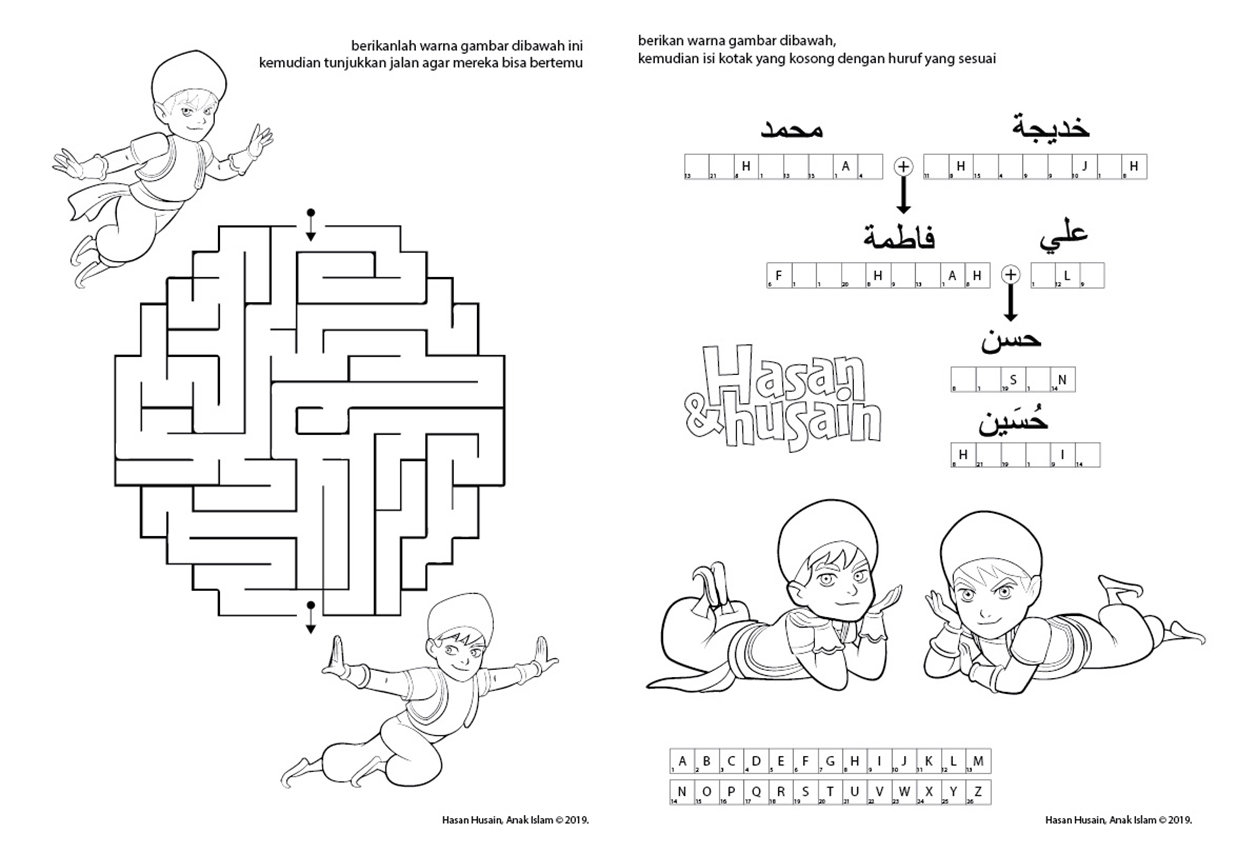 berikanlah warna gambar dibawah ini
kemudian tunjukkan jalan agar mereka bisa bertemu
Hasan Husain, Anak Islam © 2019.
berikan warna gambar dibawah,
kemudian isi kotak yang kosong dengan huruf yang sesuai
محمد
خديجة
H A
13 21 8 1 13 15 1 4
+
H J H
11 8 15 4 9 9 10 1 8
فاطمة
علي
F H A H
6 1 1 20 8 9 13 1 8
+
L
1 12 9
حسن
S N
8 1 19 1 14
حُسَين
H I
8 21 19 1 9 14
Hasan
&husain
A B C D E F G H I J K L M
1 2 3 4 5 6 7 8 9 10 11 12 13
N O P Q R S T U V W X Y Z
14 15 16 17 18 19 20 21 22 23 24 25 26
Hasan Husain, Anak Islam © 2019.